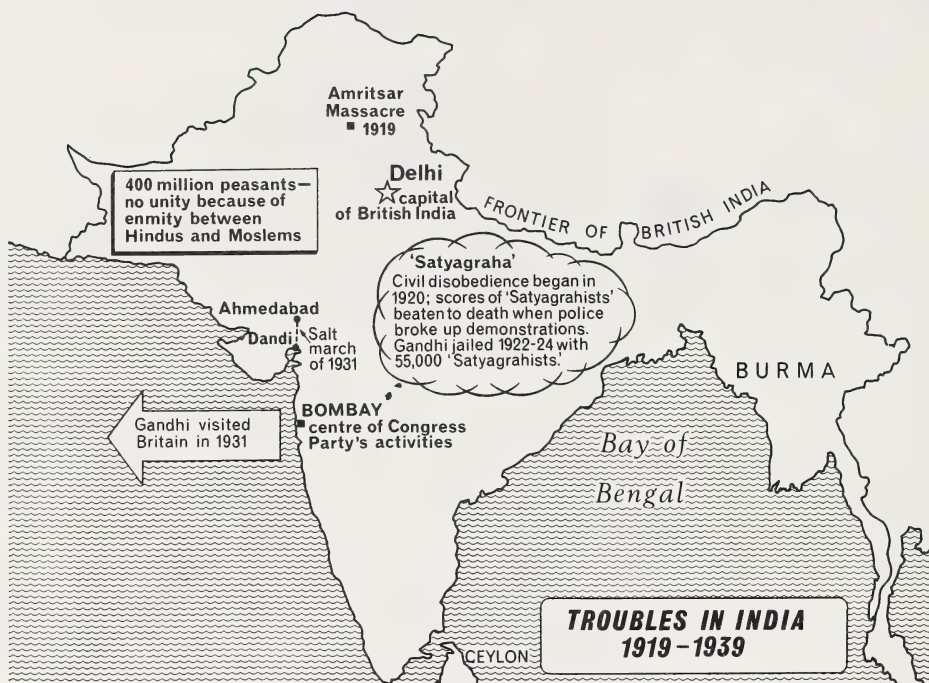 Amritsar
Massacre
1919
Delhi
capital
of British India
400 million peasants—
no unity because of
enmity between
Hindus and Moslems
FRONTIER OF BRITISH INDIA
'Satyagraha'
Civil disobedience began in
1920; scores of 'Satyagrahists'
beaten to death when police
broke up demonstrations.
Gandhi jailed 1922-24 with
55,000 'Satyagrahists.'
Ahmedabad
Dandi
Salt
march
of 1931
BURMA
Gandhi visited
Britain in 1931
BOMBAY
centre of Congress
Party's activities
Bay of
Bengal
TROUBLES IN INDIA
1919–1939
CEYLON